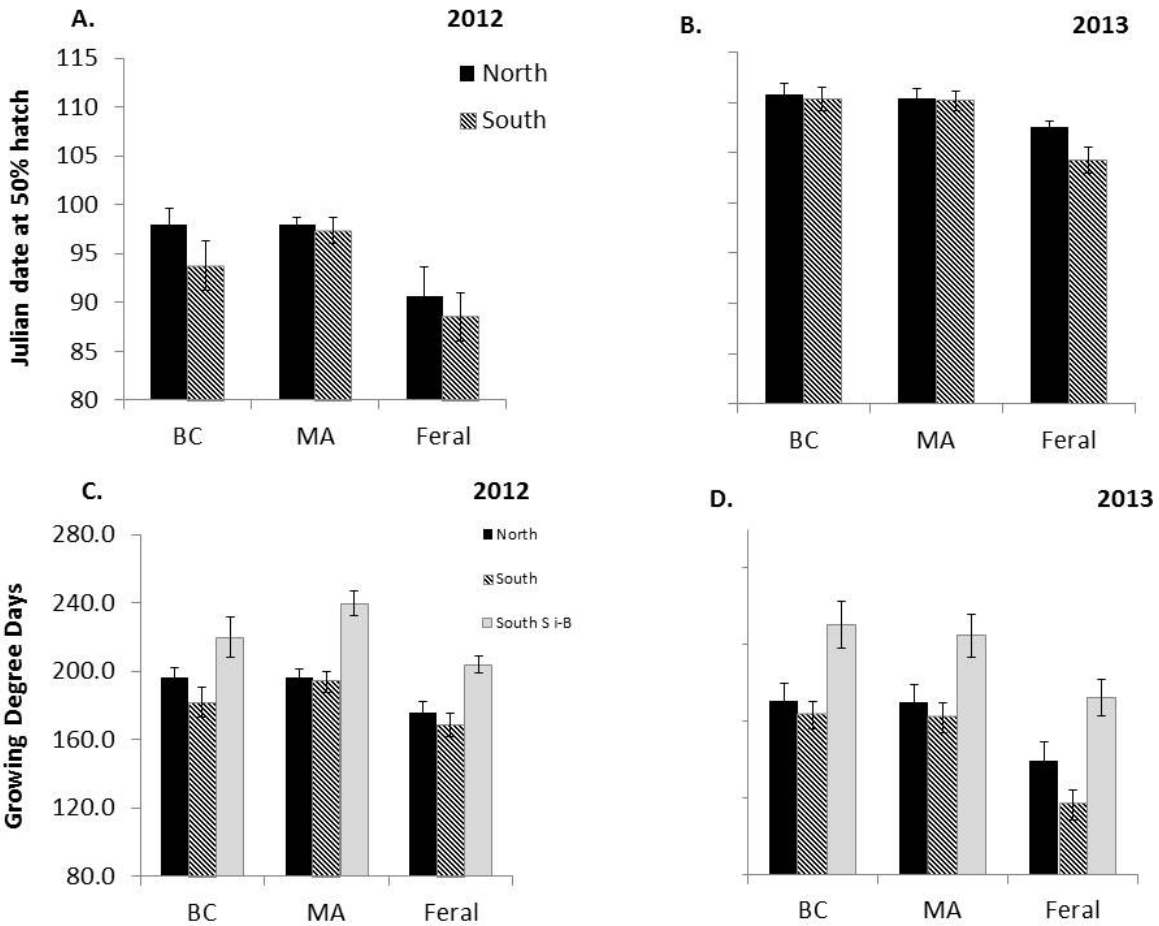 A.
2012
Julian date at 50% hatch
115
110
105
100
95
90
85
80
North
South
BC MA Feral
B.
2013
BC MA Feral
C.
2012
Growing Degree Days
280.0
240.0
200.0
160.0
120.0
80.0
North
South
South S i-B
BC MA Feral
D.
2013
BC MA Feral